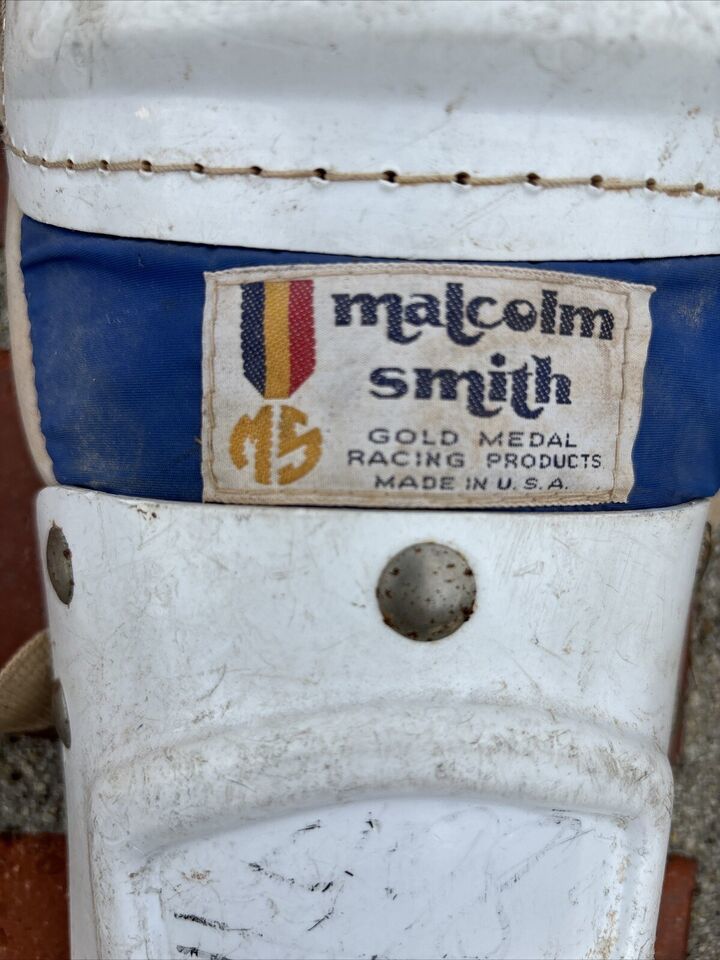 malcolm
smith
MS
GOLD MEDAL
RACING PRODUCTS
MADE IN U.S.A.